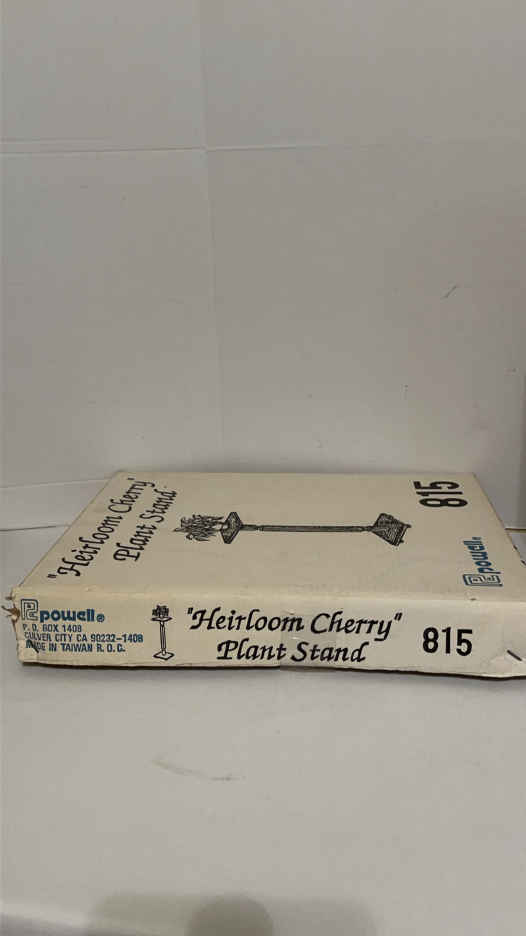 "Heirloom Cherry"
Plant Stand
815
powell®
powell®
P. O. BOX 1408
CULVER CITY CA 90232-1408
MADE IN TAIWAN R. O. C.
"Heirloom Cherry"
Plant Stand
815